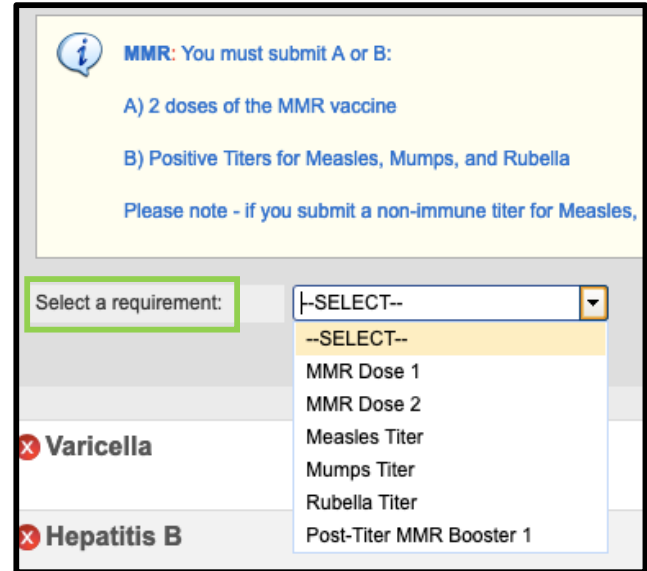 MMR: You must submit A or B:
A) 2 doses of the MMR vaccine
B) Positive Titers for Measles, Mumps, and Rubella
Please note - if you submit a non-immune titer for Measles,
Select a requirement:
--SELECT--
--SELECT--
MMR Dose 1
MMR Dose 2
Measles Titer
Mumps Titer
Rubella Titer
Post-Titer MMR Booster 1
Varicella
Hepatitis B